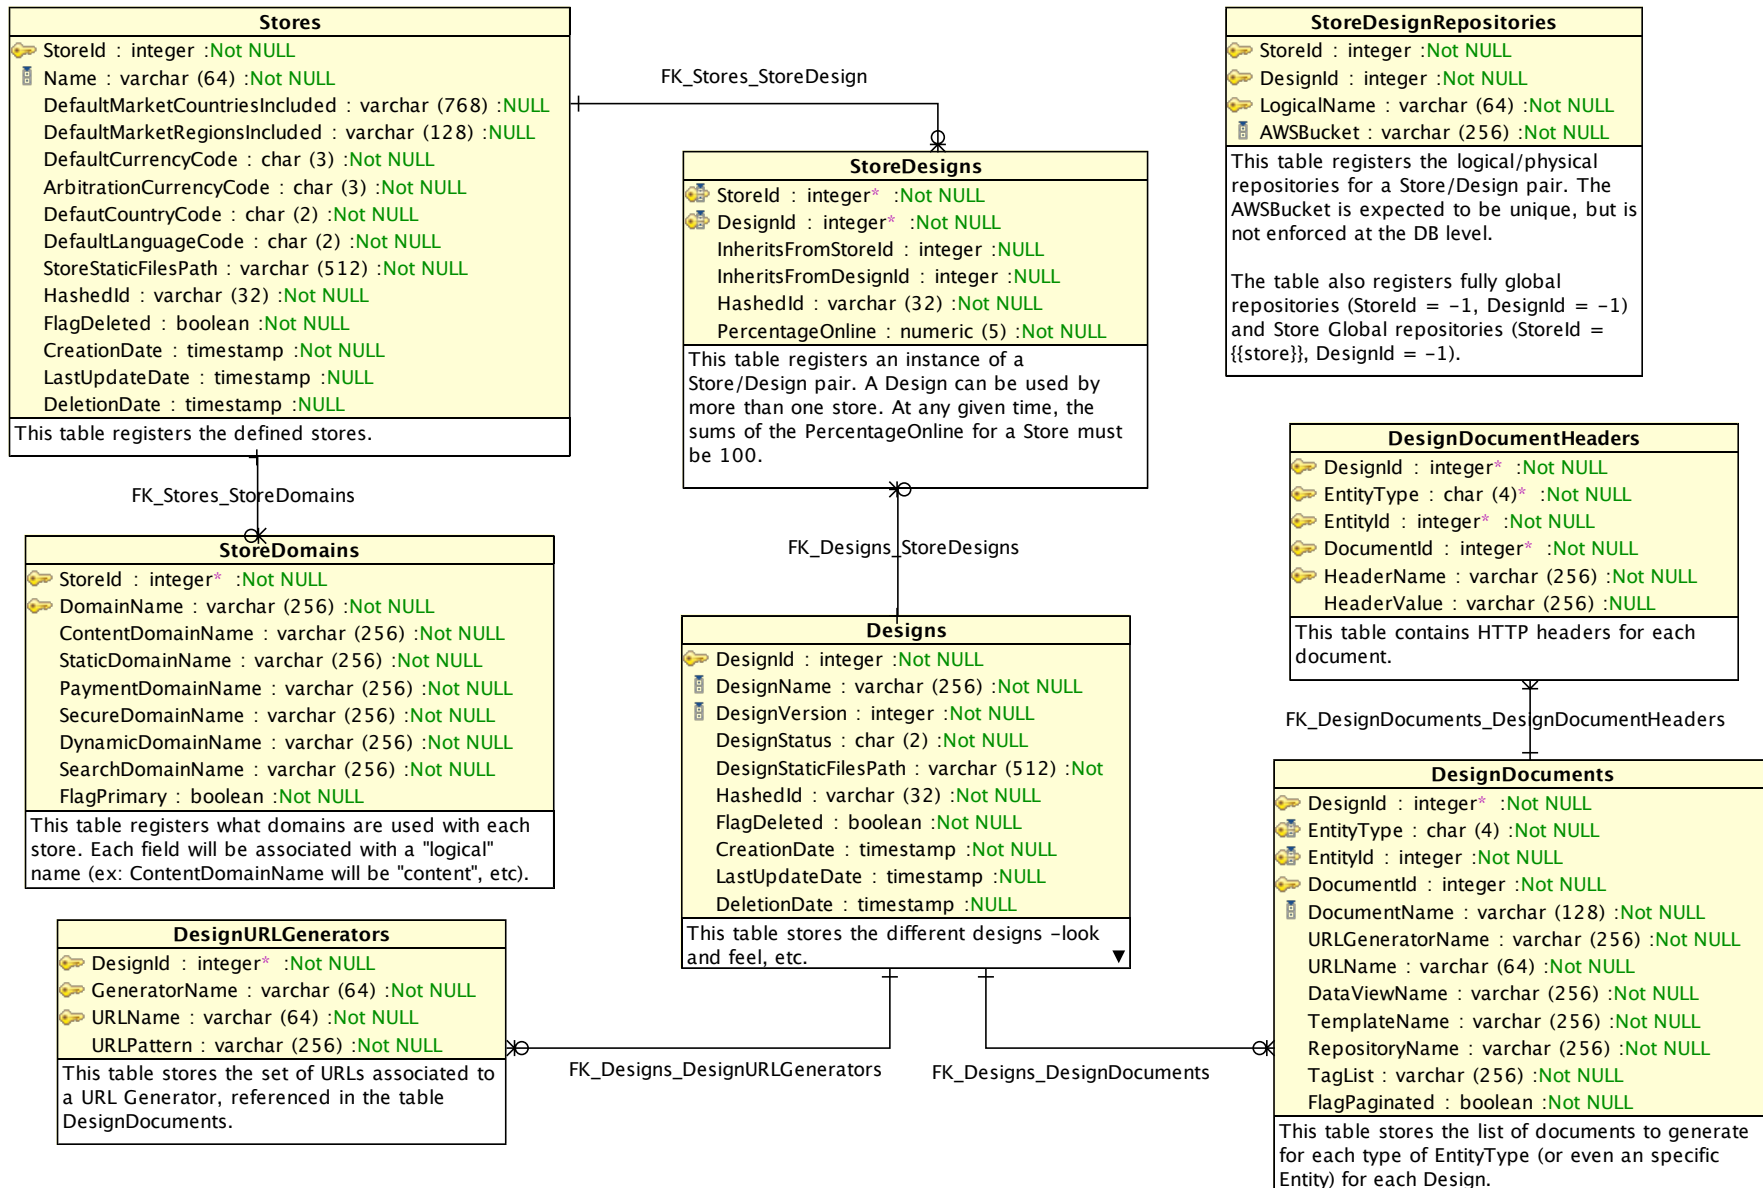 Stores
StoreId : integer :Not NULL
Name : varchar (64) :Not NULL
DefaultMarketCountriesIncluded : varchar (768) :NULL
DefaultMarketRegionsIncluded : varchar (128) :NULL
DefaultCurrencyCode : char (3) :Not NULL
ArbitrationCurrencyCode : char (3) :Not NULL
DefautCountryCode : char (2) :Not NULL
DefaultLanguageCode : char (2) :Not NULL
StoreStaticFilesPath : varchar (512) :Not NULL
HashedId : varchar (32) :Not NULL
FlagDeleted : boolean :Not NULL
CreationDate : timestamp :Not NULL
LastUpdateDate : timestamp :NULL
DeletionDate : timestamp :NULL
This table registers the defined stores.
FK_Stores_StoreDesign
StoreDesigns
StoreId : integer* :Not NULL
DesignId : integer* :Not NULL
InheritsFromStoreId : integer :NULL
InheritsFromDesignId : integer :NULL
HashedId : varchar (32) :Not NULL
PercentageOnline : numeric (5) :Not NULL
This table registers an instance of a
Store/Design pair. A Design can be used by
more than one store. At any given time, the
sums of the PercentageOnline for a Store must
be 100.
StoreDesignRepositories
StoreId : integer :Not NULL
DesignId : integer :Not NULL
LogicalName : varchar (64) :Not NULL
AWSBucket : varchar (256) :Not NULL
This table registers the logical/physical
repositories for a Store/Design pair. The
AWSBucket is expected to be unique, but is
not enforced at the DB level.
The table also registers fully global
repositories (StoreId = -1, DesignId = -1)
and Store Global repositories (StoreId =
{{store}}, DesignId = -1).
FK_Stores_StoreDomains
StoreDomains
StoreId : integer* :Not NULL
DomainName : varchar (256) :Not NULL
ContentDomainName : varchar (256) :Not NULL
StaticDomainName : varchar (256) :Not NULL
PaymentDomainName : varchar (256) :Not NULL
SecureDomainName : varchar (256) :Not NULL
DynamicDomainName : varchar (256) :Not NULL
SearchDomainName : varchar (256) :Not NULL
FlagPrimary : boolean :Not NULL
This table registers what domains are used with each
store. Each field will be associated with a "logical"
name (ex: ContentDomainName will be "content", etc).
FK_Designs_StoreDesigns
Designs
DesignId : integer :Not NULL
DesignName : varchar (256) :Not NULL
DesignVersion : integer :Not NULL
DesignStatus : char (2) :Not NULL
DesignStaticFilesPath : varchar (512) :Not
HashedId : varchar (32) :Not NULL
FlagDeleted : boolean :Not NULL
CreationDate : timestamp :Not NULL
LastUpdateDate : timestamp :NULL
DeletionDate : timestamp :NULL
This table stores the different designs -look
and feel, etc.
DesignDocumentHeaders
DesignId : integer* :Not NULL
EntityType : char (4)* :Not NULL
EntityId : integer* :Not NULL
DocumentId : integer* :Not NULL
HeaderName : varchar (256) :Not NULL
HeaderValue : varchar (256) :NULL
This table contains HTTP headers for each
document.
FK_DesignDocuments_DesignDocumentHeaders
DesignDocuments
DesignId : integer* :Not NULL
EntityType : char (4) :Not NULL
EntityId : integer :Not NULL
DocumentId : integer :Not NULL
DocumentName : varchar (128) :Not NULL
URLGeneratorName : varchar (256) :Not NULL
URLName : varchar (64) :Not NULL
DataViewName : varchar (256) :Not NULL
TemplateName : varchar (256) :Not NULL
RepositoryName : varchar (256) :Not NULL
TagList : varchar (256) :Not NULL
FlagPaginated : boolean :Not NULL
This table stores the list of documents to generate
for each type of EntityType (or even an specific
Entity) for each Design.
DesignURLGenerators
DesignId : integer* :Not NULL
GeneratorName : varchar (64) :Not NULL
URLName : varchar (64) :Not NULL
URLPattern : varchar (256) :Not NULL
This table stores the set of URLs associated to
a URL Generator, referenced in the table
DesignDocuments.
FK_Designs_DesignURLGenerators
FK_Designs_DesignDocuments